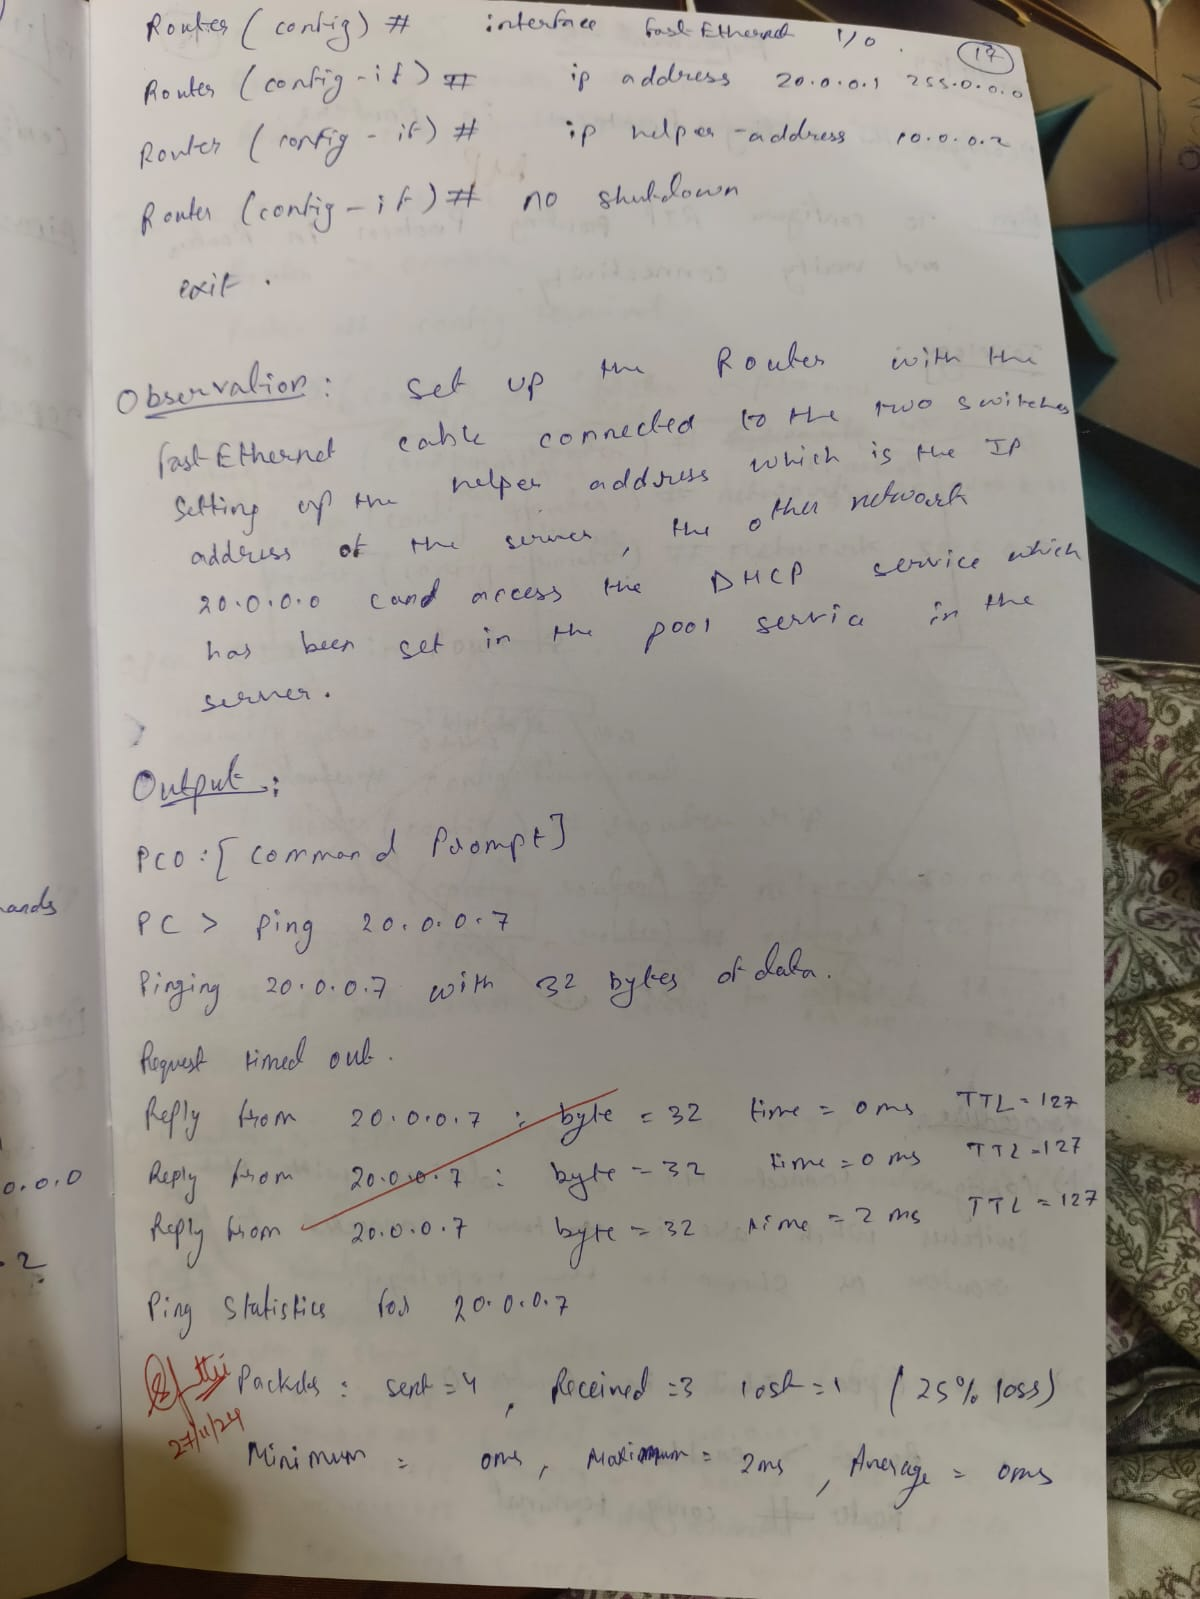 Router (config) # interface fastEthernet 1/0.
17
Router (config-if) # ip address 20.0.0.1 255.0.0.0
Router (config-if) # ip helper-address 10.0.0.2
Router (config-if) # no shutdown
exit.
Observation: Set up the Router with the
fastEthernet cable connected to the two switches
Setting up the helper address which is the IP
address of the server, the other network
20.0.0.0 cand access the DHCP service which
has been set in the pool service in the
server.
Output:
PC0:[Command Prompt]
PC > ping 20.0.0.7
Pinging 20.0.0.7 with 32 bytes of data.
Request timed out.
Reply from 20.0.0.7: byte = 32 time = 0ms TTL = 127
Reply from 20.0.0.7: byte = 32 time = 0 ms TTL = 127
Reply from 20.0.0.7 byte = 32 time = 2 ms TTL = 127
Ping Statistics for 20.0.0.7
Packets: sent = 4, Received = 3 lost = 1 (25% loss)
27/11/24
Minimum = 0ms, Maximum = 2ms, Average = 0ms
ands
0.0.0
.2